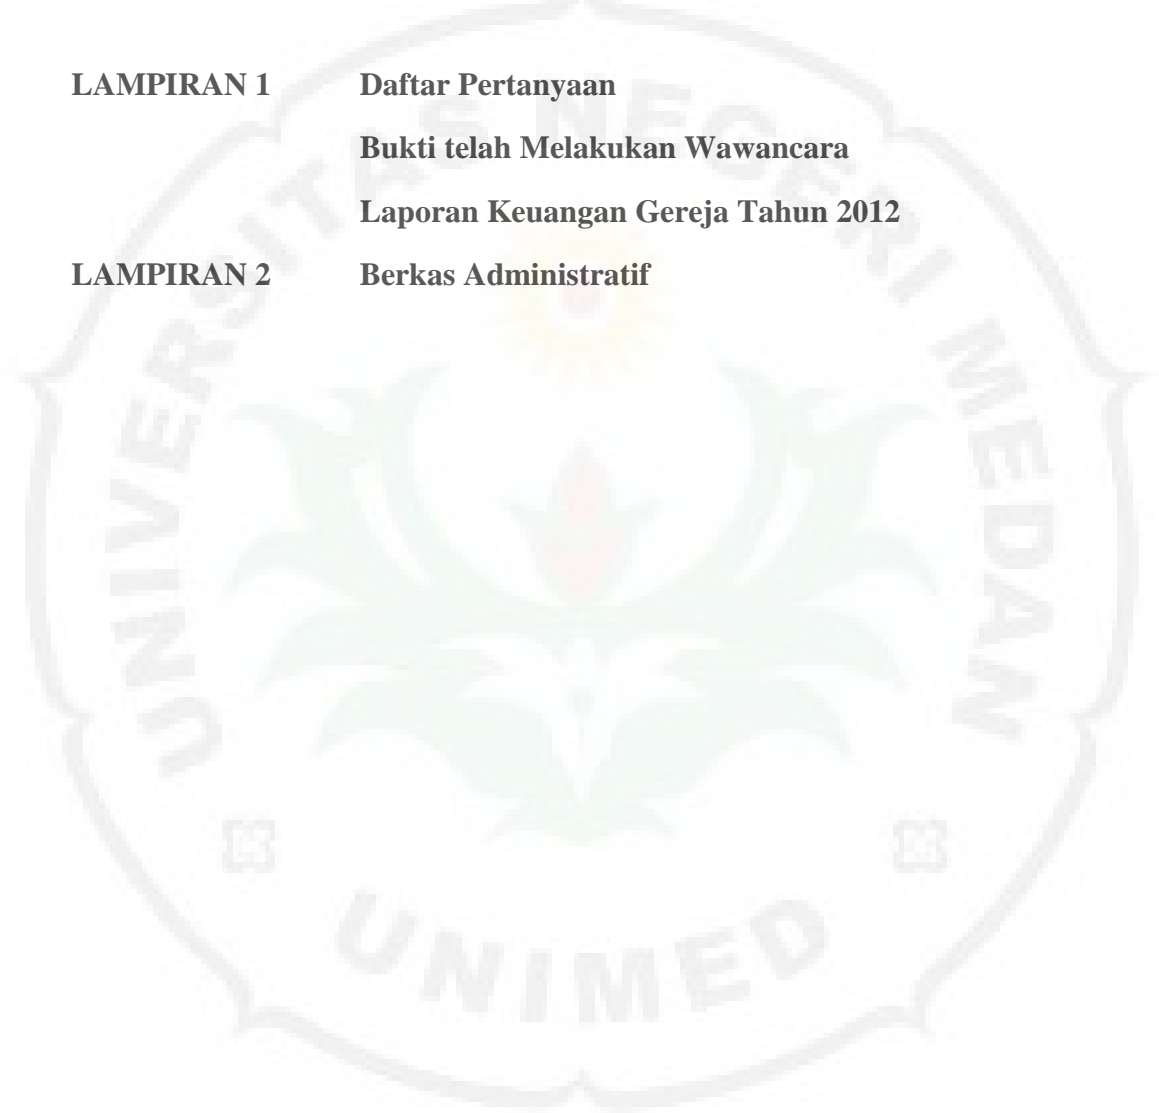 LAMPIRAN 1 Daftar Pertanyaan
Bukti telah Melakukan Wawancara
Laporan Keuangan Gereja Tahun 2012
LAMPIRAN 2 Berkas Administratif
UNIVERSITAS NEGERI MEDAN
UNIMED